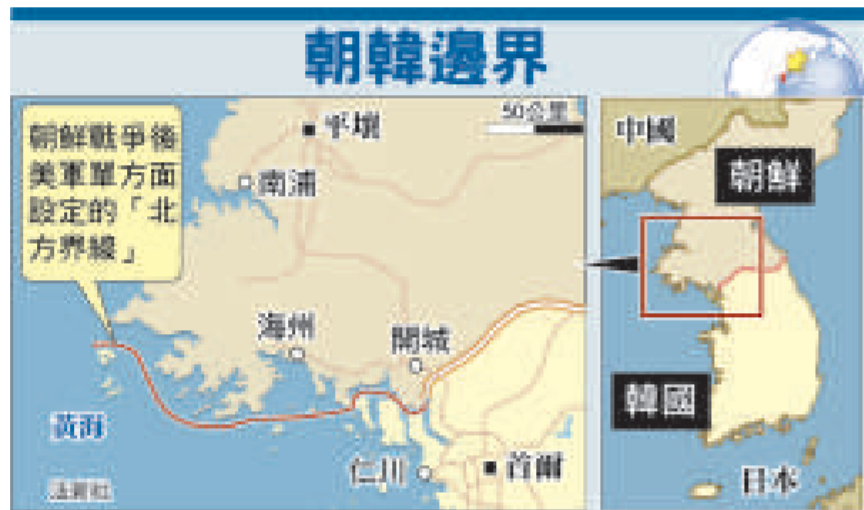 朝韓邊界
朝鮮戰爭後
美軍單方面
設定的「北
方界線」
50公里
平壤
南浦
海州
開城
黃海
仁川
首爾
法新社
中國
朝鮮
韓國
日本